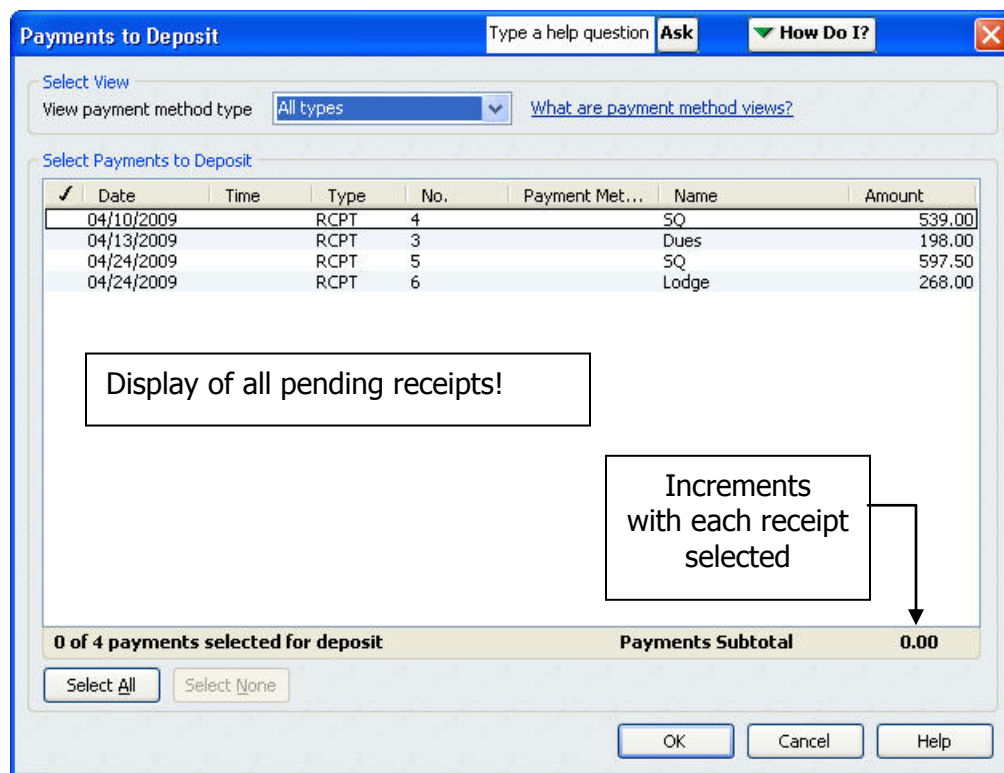 Payments to Deposit Type a help question Ask How Do I?
Select View
View payment method type All types What are payment method views?
Select Payments to Deposit
✓ Date Time Type No. Payment Met... Name Amount
04/10/2009 RCPT 4 SQ 539.00
04/13/2009 RCPT 3 Dues 198.00
04/24/2009 RCPT 5 SQ 597.50
04/24/2009 RCPT 6 Lodge 268.00
Display of all pending receipts!
Increments
with each receipt
selected
0 of 4 payments selected for deposit Payments Subtotal 0.00
Select All Select None
OK Cancel Help